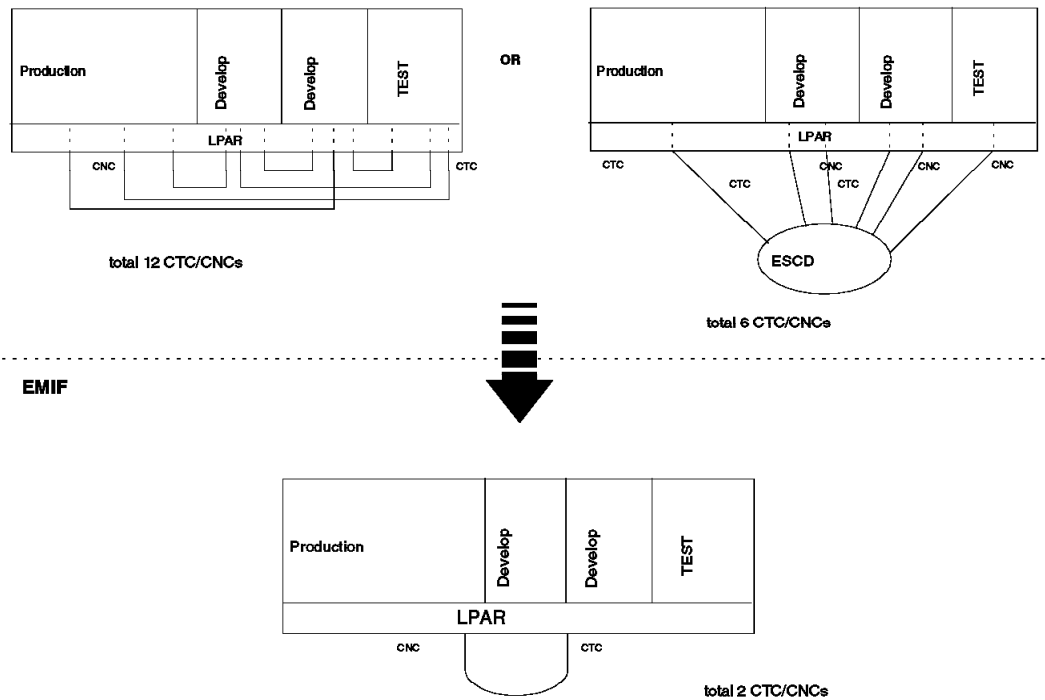 Production
Develop
Develop
TEST
LPAR
CNC
CTC
total 12 CTC/CNCs
OR
Production
Develop
Develop
TEST
LPAR
CTC
CNC
CNC
CNC
CTC
CTC
ESCD
total 6 CTC/CNCs
EMIF
Production
Develop
Develop
TEST
LPAR
CNC
CTC
total 2 CTC/CNCs